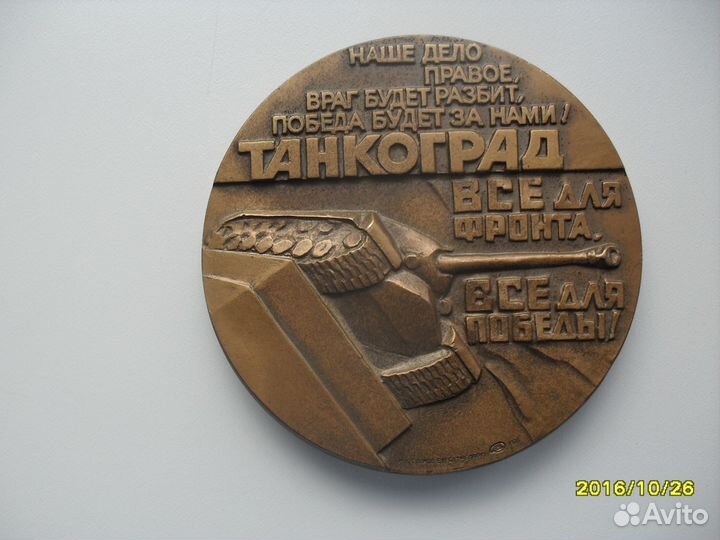 НАШЕ ДЕЛО
ПРАВОЕ,
ВРАГ БУДЕТ РАЗБИТ,
ПОБЕДА БУДЕТ ЗА НАМИ!
ТАНКОГРАД
ВСЕ ДЛЯ
ФРОНТА,
ВСЕ ДЛЯ
ПОБЕДЫ!
2016/10/26
Avito